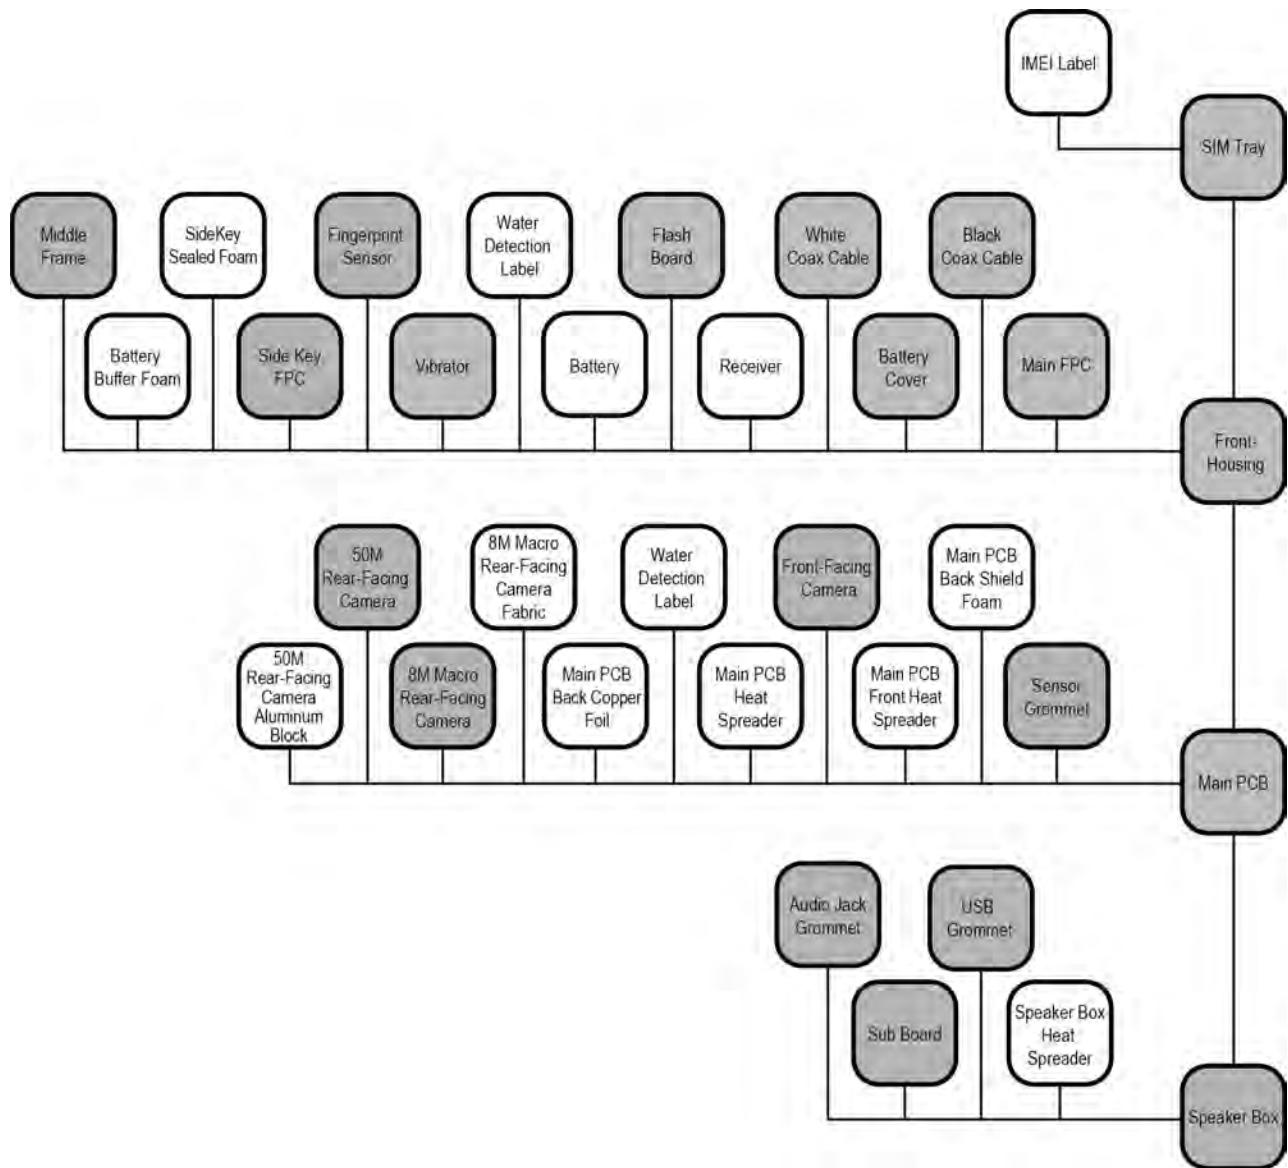 IMEI Label
SIM Tray
Middle
Frame
SideKey
Sealed Foam
Fingerprint
Sensor
Water
Detection
Label
Flash
Board
White
Coax Cable
Black
Coax Cable
Battery
Buffer Foam
Side Key
FPC
Vibrator
Battery
Receiver
Battery
Cover
Main FPC
Front-
Housing
50M
Rear-Facing
Camera
8M Macro
Rear-Facing
Camera
Fabric
Water
Detection
Label
Front-Facing
Camera
Main PCB
Back Shield
Foam
50M
Rear-Facing
Camera
Aluminum
Block
8M Macro
Rear-Facing
Camera
Main PCB
Back Copper
Foil
Main PCB
Heat
Spreader
Main PCB
Front Heat
Spreader
Sensor
Grommet
Main PCB
Audio Jack
Grommet
USB
Grommet
Sub Board
Speaker Box
Heat
Spreader
Speaker Box